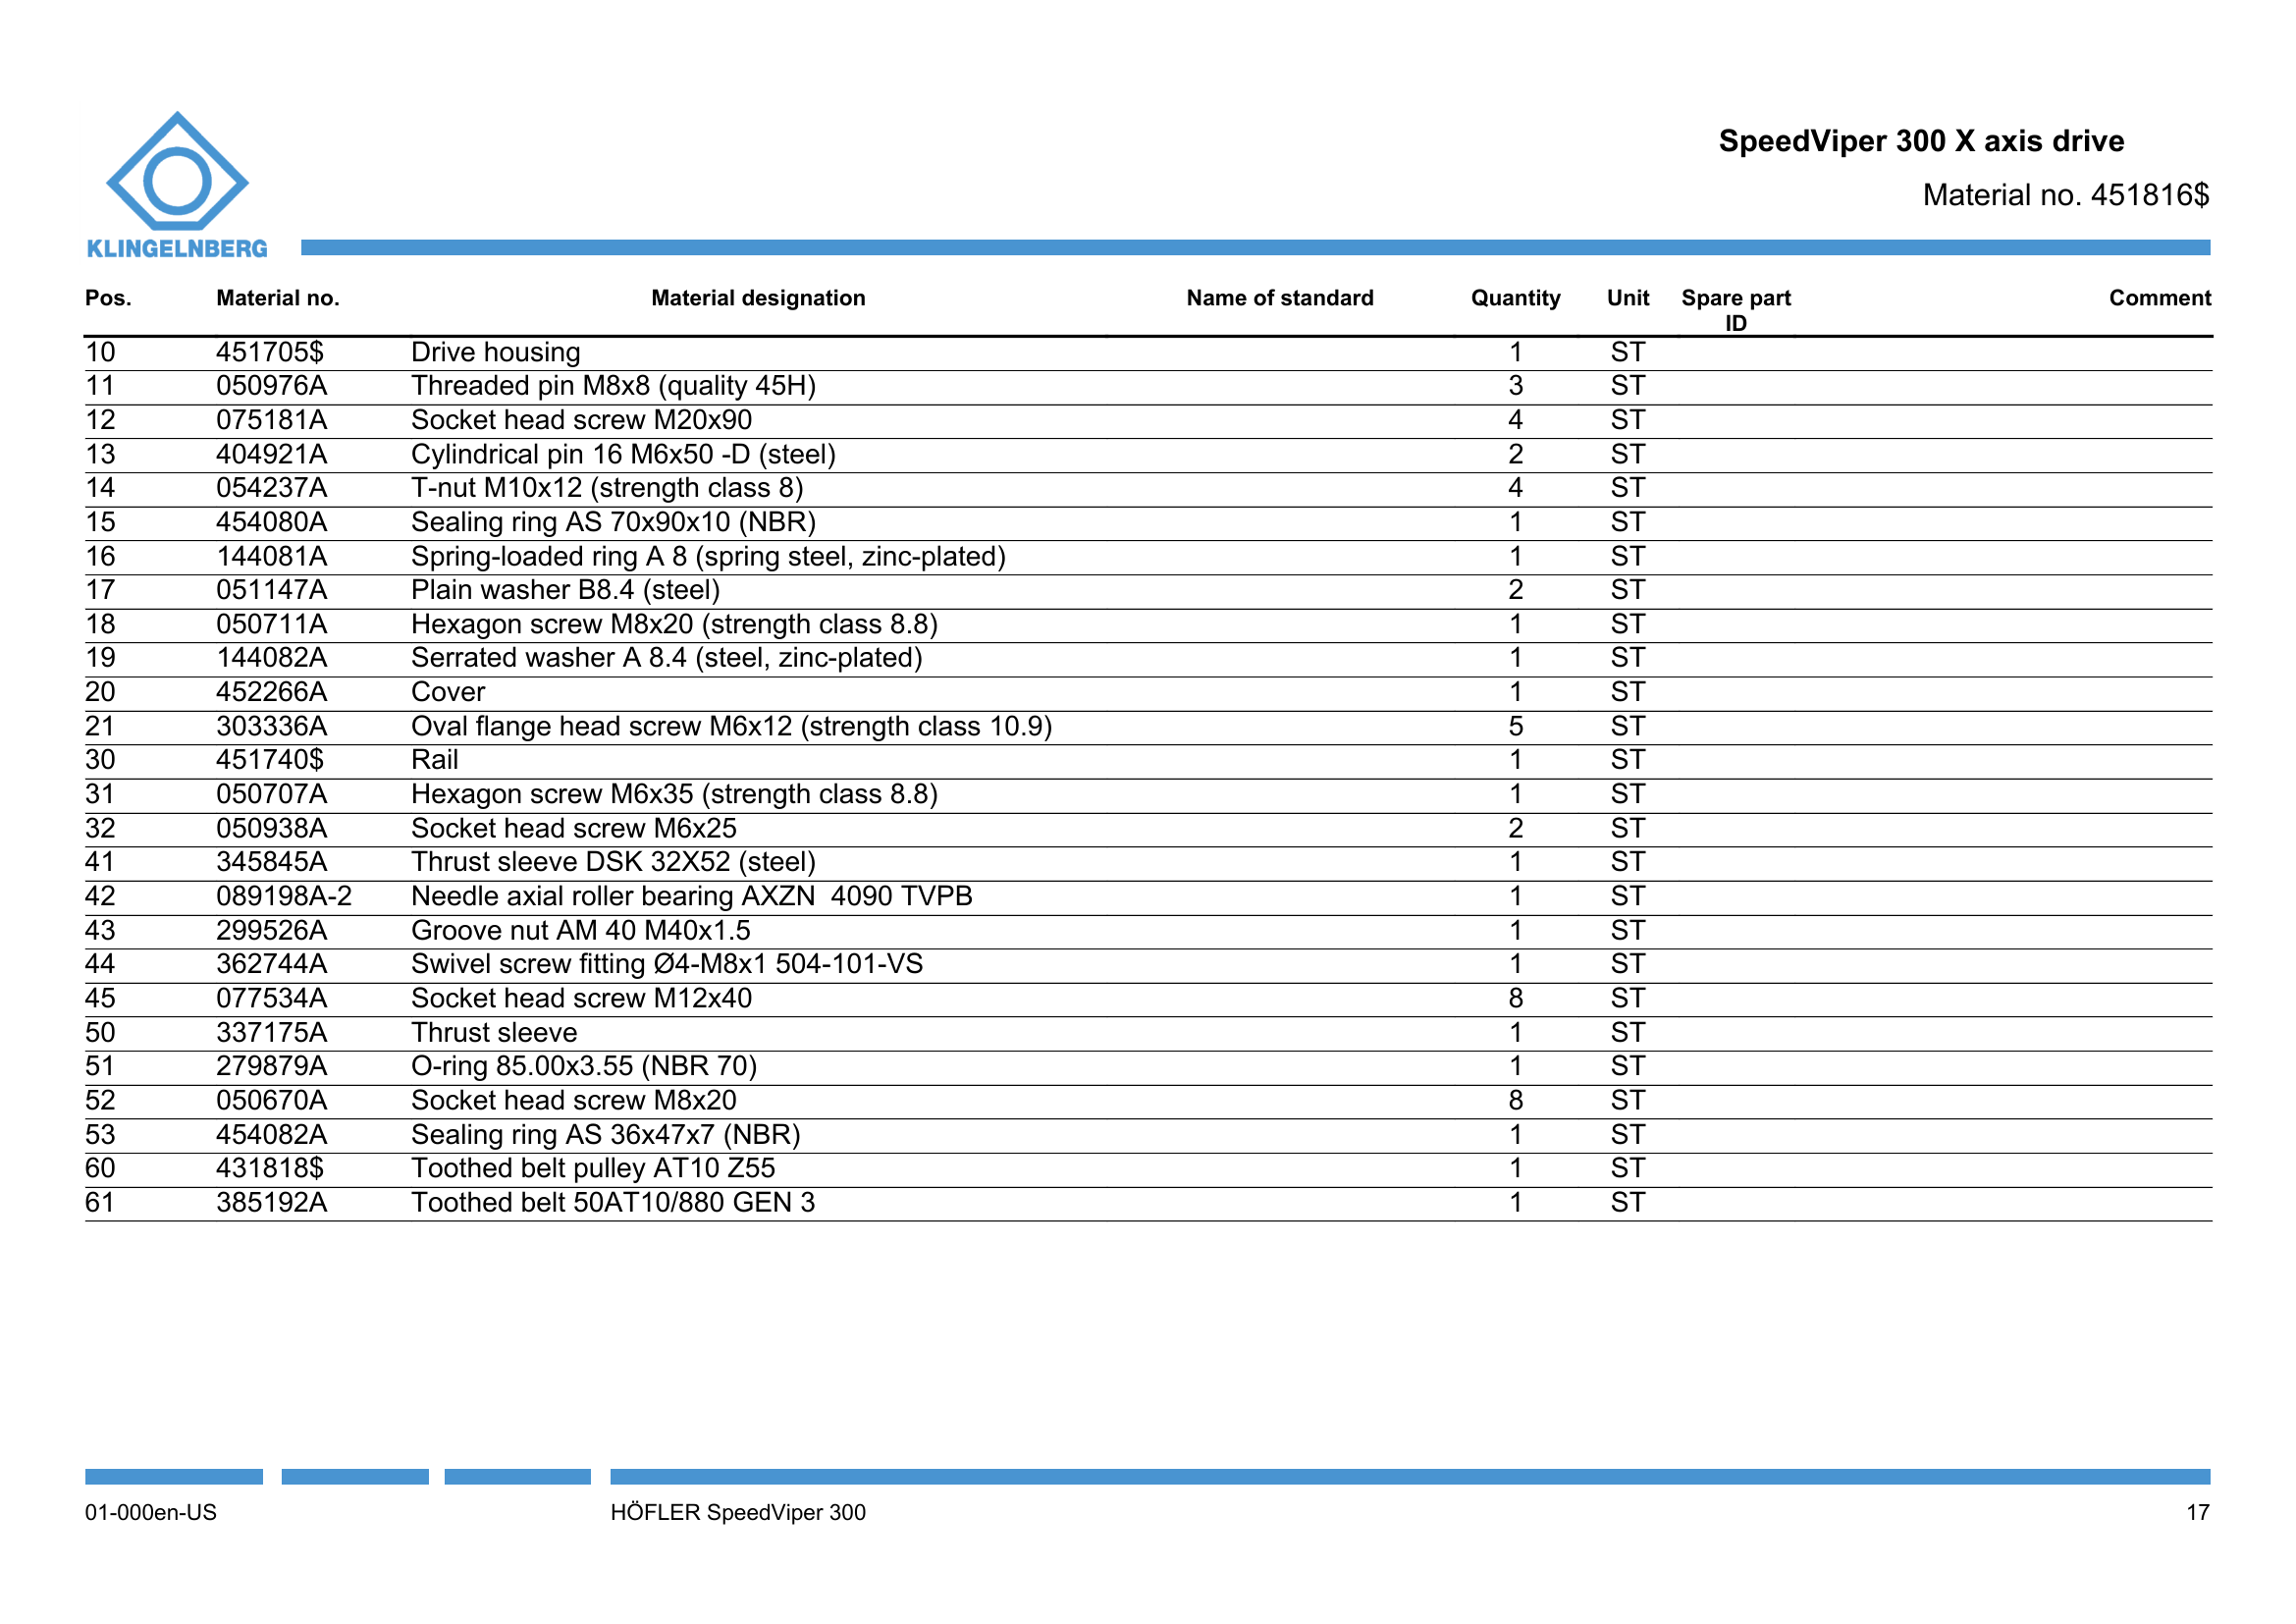 SpeedViper 300 X axis drive
Material no. 451816$
KLINGELNBERG
Pos. Material no. Material designation Name of standard Quantity Unit Spare part ID Comment
10 451705$ Drive housing 1 ST
11 050976A Threaded pin M8x8 (quality 45H) 3 ST
12 075181A Socket head screw M20x90 4 ST
13 404921A Cylindrical pin 16 M6x50 -D (steel) 2 ST
14 054237A T-nut M10x12 (strength class 8) 4 ST
15 454080A Sealing ring AS 70x90x10 (NBR) 1 ST
16 144081A Spring-loaded ring A 8 (spring steel, zinc-plated) 1 ST
17 051147A Plain washer B8.4 (steel) 2 ST
18 050711A Hexagon screw M8x20 (strength class 8.8) 1 ST
19 144082A Serrated washer A 8.4 (steel, zinc-plated) 1 ST
20 452266A Cover 1 ST
21 303336A Oval flange head screw M6x12 (strength class 10.9) 5 ST
30 451740$ Rail 1 ST
31 050707A Hexagon screw M6x35 (strength class 8.8) 1 ST
32 050938A Socket head screw M6x25 2 ST
41 345845A Thrust sleeve DSK 32X52 (steel) 1 ST
42 089198A-2 Needle axial roller bearing AXZN  4090 TVPB 1 ST
43 299526A Groove nut AM 40 M40x1.5 1 ST
44 362744A Swivel screw fitting Ø4-M8x1 504-101-VS 1 ST
45 077534A Socket head screw M12x40 8 ST
50 337175A Thrust sleeve 1 ST
51 279879A O-ring 85.00x3.55 (NBR 70) 1 ST
52 050670A Socket head screw M8x20 8 ST
53 454082A Sealing ring AS 36x47x7 (NBR) 1 ST
60 431818$ Toothed belt pulley AT10 Z55 1 ST
61 385192A Toothed belt 50AT10/880 GEN 3 1 ST
01-000en-US HÖFLER SpeedViper 300 17